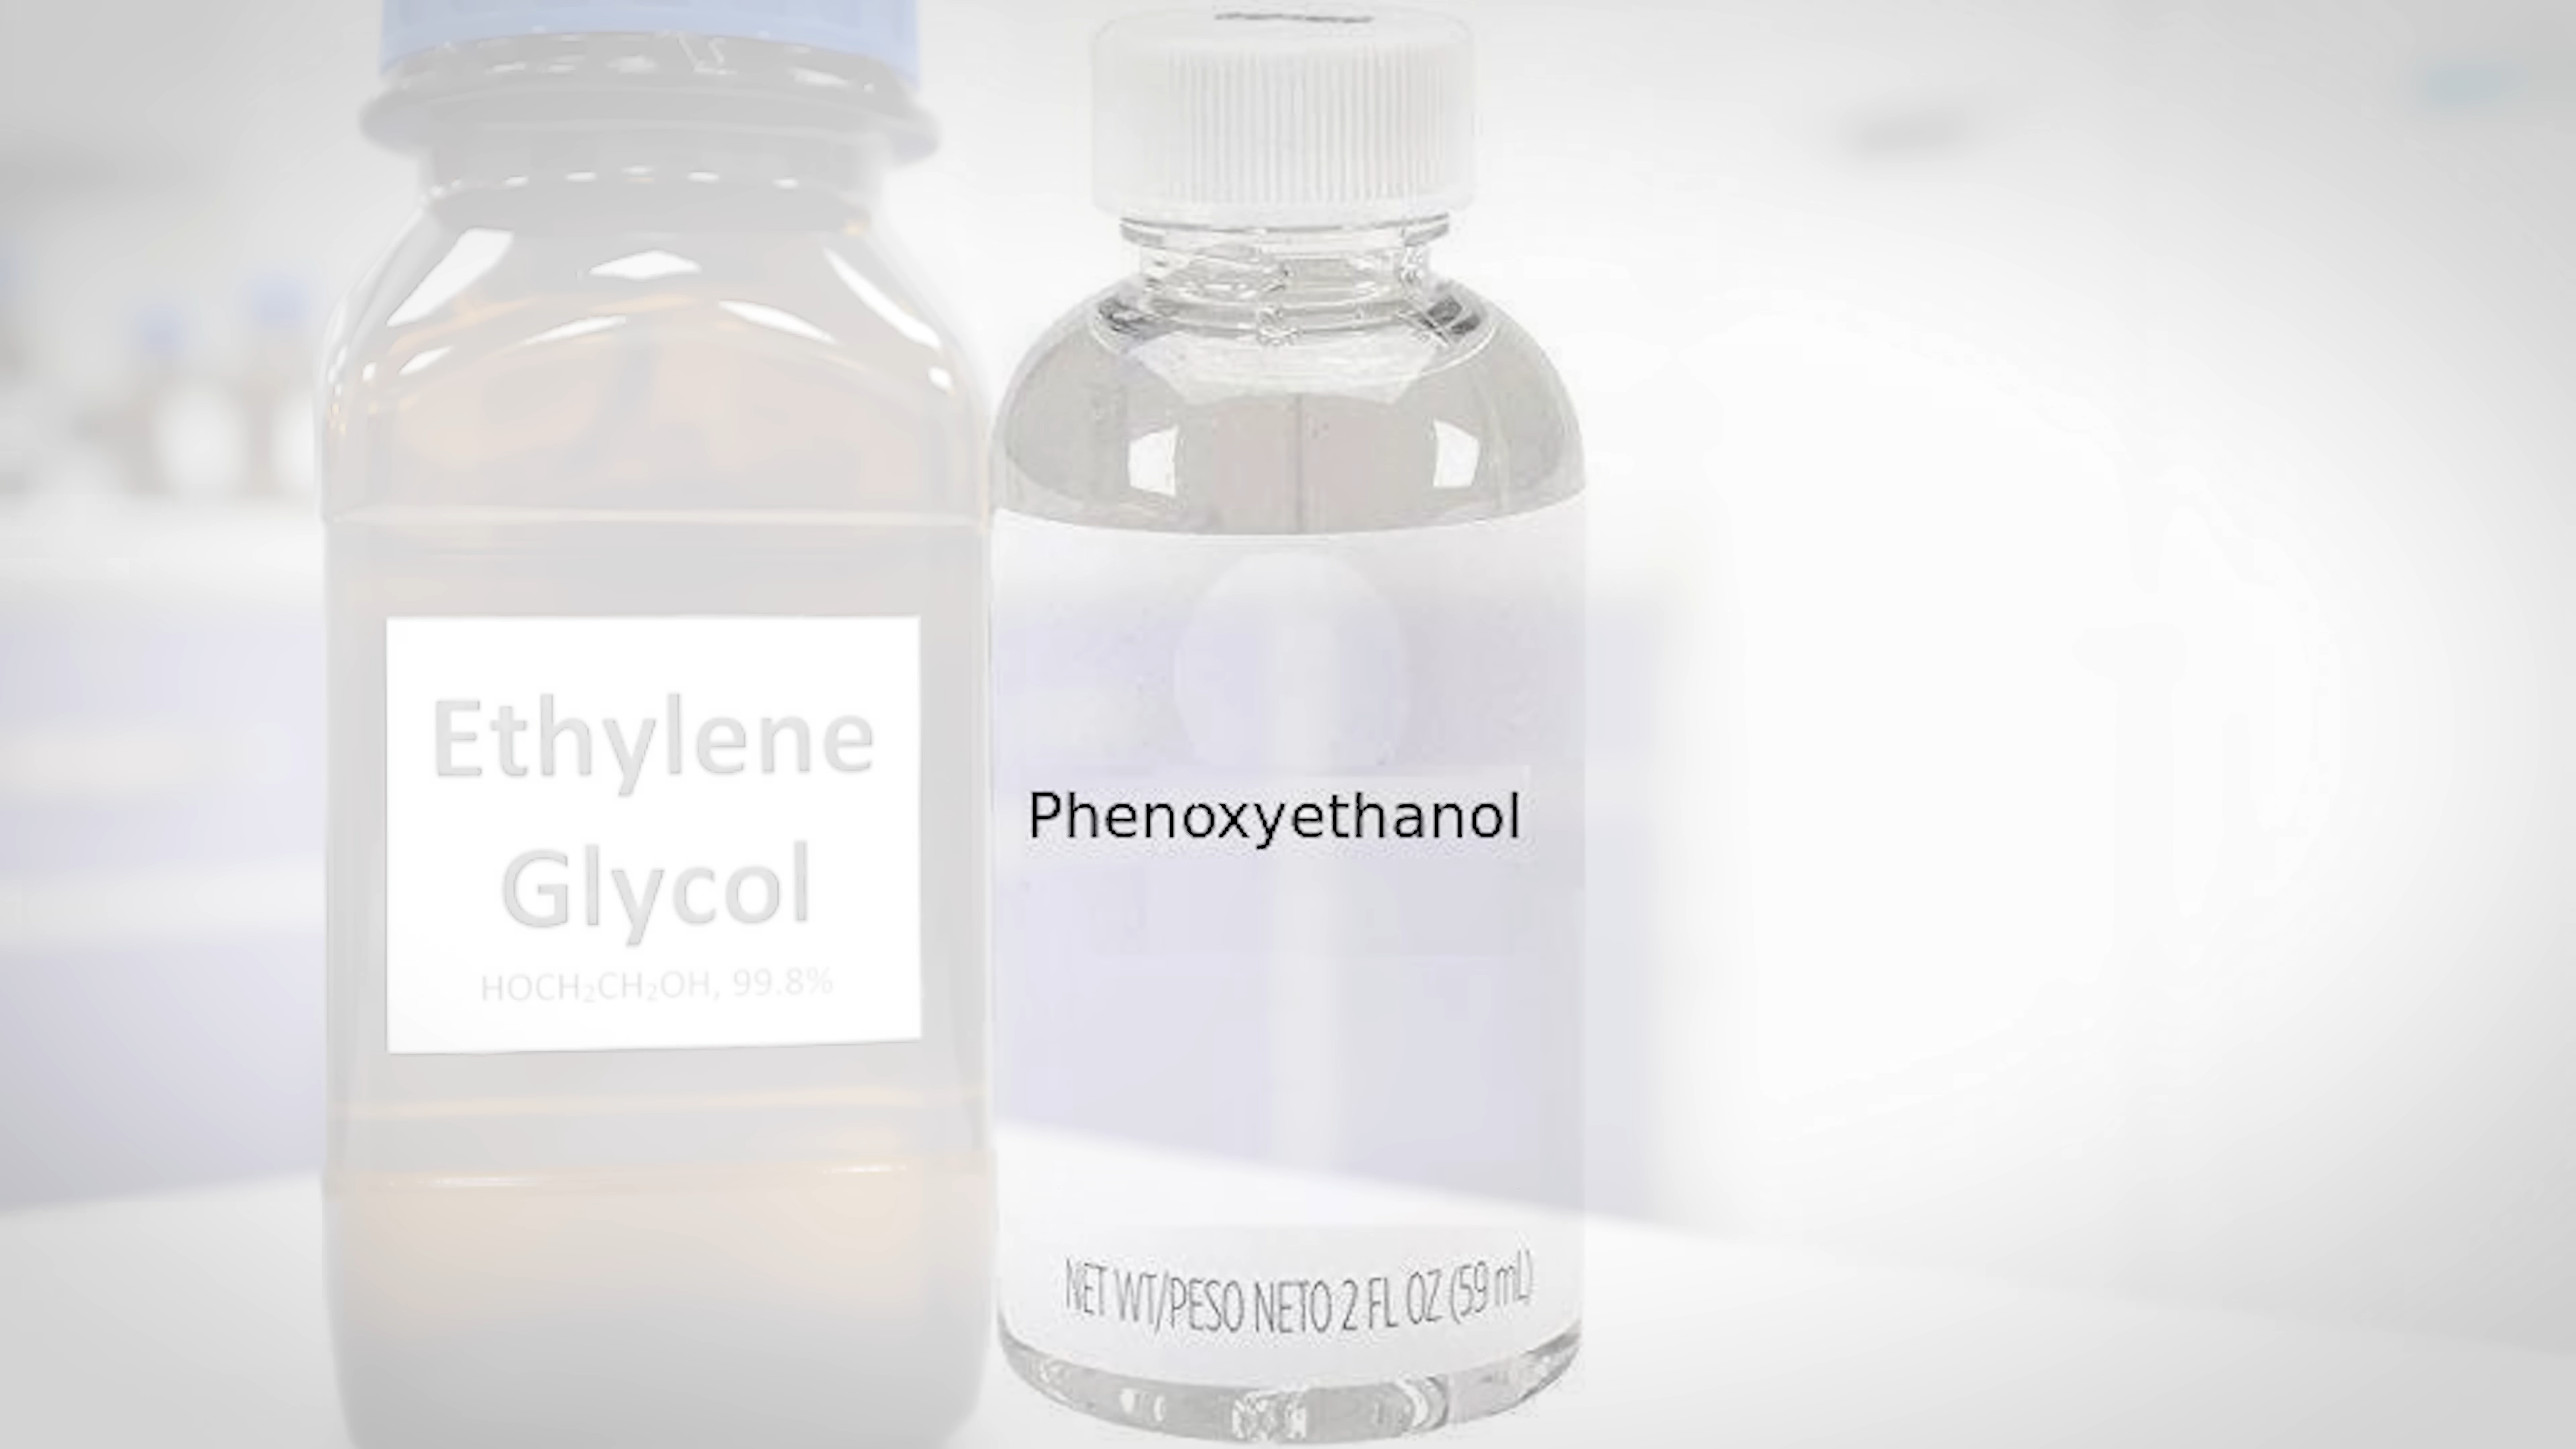 Ethylene
Glycol
HOCH₂CH₂OH, 99.8%
Phenoxyethanol
NET WT/PESO NETO 2 FL OZ (59 mL)